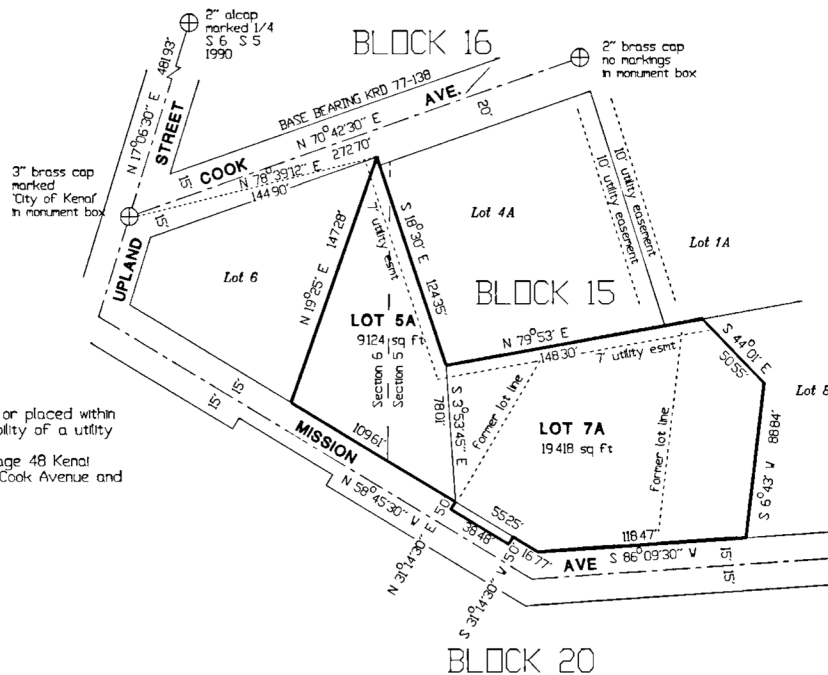 2" alcap
marked 1/4
S 6 S 5
1990
BLOCK 16
2" brass cap
no markings
in monument box
481.93'
N 17°06'30" E
STREET
BASE BEARING KRD 77-138
AVE.
20'
N 70°42'30" E
272.70'
COOK
15'
N 78°39'12" E
144.90'
3" brass cap
marked
"City of Kenai"
in monument box
15'
UPLAND
10' utility easement
10' utility easement
Lot 4A
Lot 1A
Lot 6
N 19°25' E 147.28'
7' utility esmt
S 18°30' E
124.35'
BLOCK 15
LOT 5A
9124 sq ft
N 79°53' E
148.30'
7' utility esmt
S 44°01' E
50.55'
Section 6
Section 5
S 3°53'45" E
78.01'
Former lot line
Former lot line
LOT 7A
19418 sq ft
Lot 8
S 6°43' W 88.84'
15'
15'
or placed within
bility of a utility
age 48 Kenai
Cook Avenue and
109.61'
MISSION
N 58°45'30" W
5.0'
55.25'
38.48'
5.0'
16.77'
118.47'
AVE
S 86°09'30" W
15'
15'
N 31°14'30" E
S 31°14'30" W
BLOCK 20